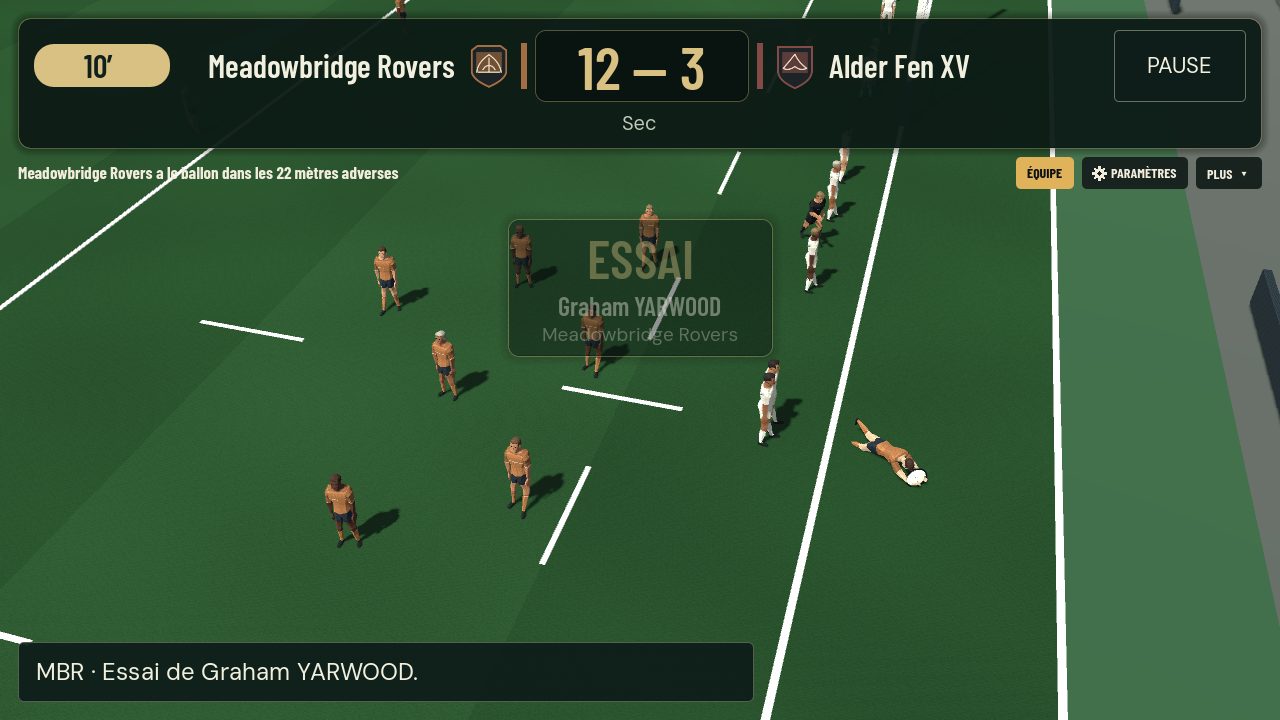 10′
Meadowbridge Rovers
12 — 3
Alder Fen XV
PAUSE
Sec
Meadowbridge Rovers a le ballon dans les 22 mètres adverses
ÉQUIPE
PARAMÈTRES
PLUS ▼
ESSAI
Graham YARWOOD
Meadowbridge Rovers
MBR · Essai de Graham YARWOOD.